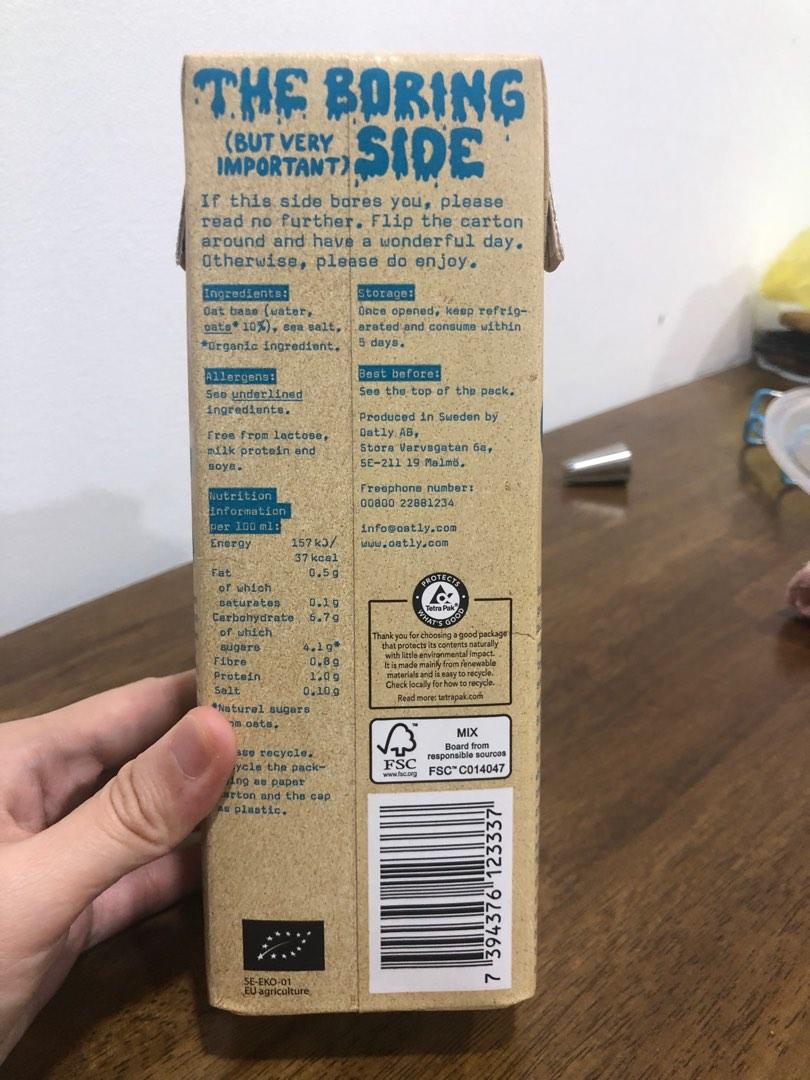 THE BORING
(BUT VERY
IMPORTANT) SIDE
If this side bores you, please
read no further. Flip the carton
around and have a wonderful day.
Otherwise, please do enjoy.
Ingredients:
Oat base (water,
oats* 10%), sea salt.
*Organic ingredient.
Allergens:
See underlined
ingredients.
Free from lactose,
milk protein and
soya.
Nutrition
information
per 100 ml:
Energy 157 kJ/
37 kcal
Fat 0.5 g
of which
saturates 0.1 g
Carbohydrate 6.7 g
of which
sugars 4.1 g*
Fibre 0.8 g
Protein 1.0 g
Salt 0.10 g
*Natural sugars
oats.
recycle.
the pack-
as paper
and the cap
plastic.
SE-EKO-01
EU agriculture
Storage:
Once opened, keep refrig-
erated and consume within
5 days.
Best before:
See the top of the pack.
Produced in Sweden by
Oatly AB,
Stora Varvsgatan 6a,
SE-211 19 Malmö.
Freephone number:
00800 22881234
info@oatly.com
www.oatly.com
PROTECTS
Tetra Pak®
WHAT'S GOOD
Thank you for choosing a good package
that protects its contents naturally
with little environmental impact.
It is made mainly from renewable
materials and is easy to recycle.
Check locally for how to recycle.
Read more: tetrapak.com
FSC™
www.fsc.org
MIX
Board from
responsible sources
FSC™ C014047
7 394376 123337